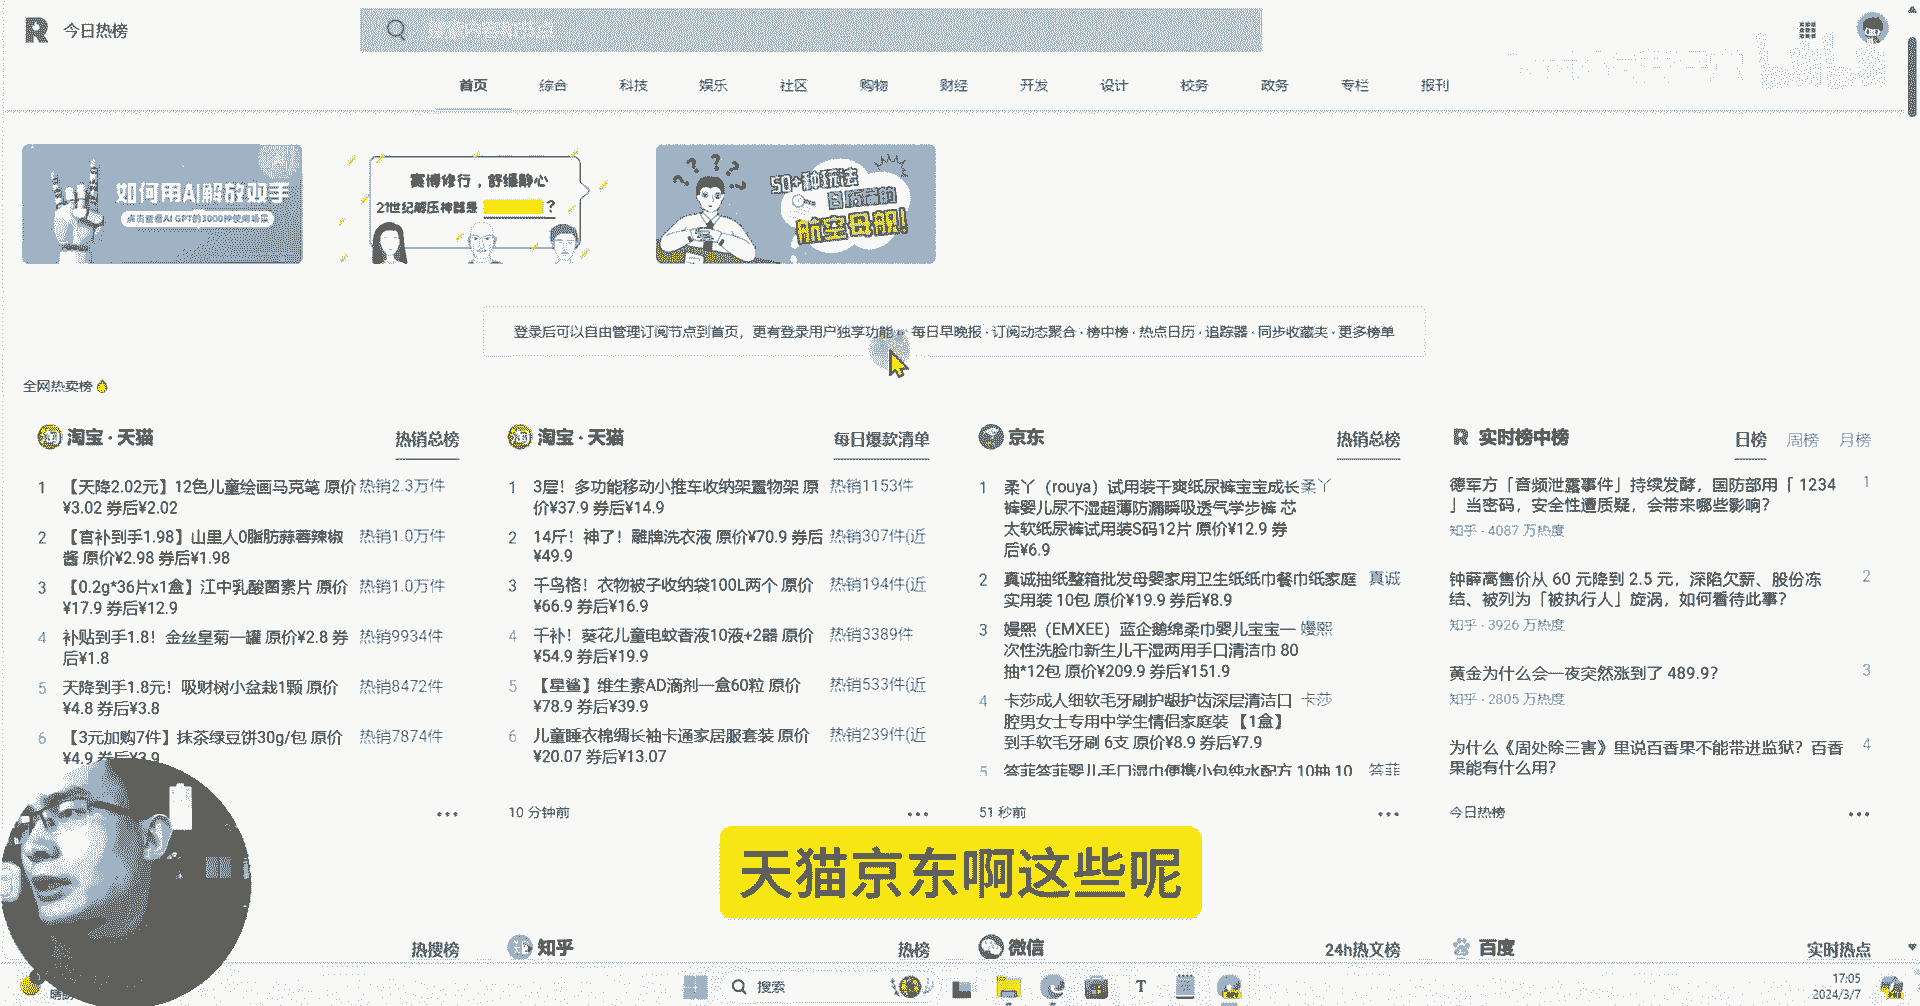 今日热榜
首页 综合 科技 娱乐 社区 购物 财经 开发 设计 校务 政务 专栏 报刊
如何用AI解放双手
点击查看AI GPT的3000种使用场景
赛博修行，舒缓静心
21世纪解压神器是 ？
50+种玩法
航空母舰！
登录后可以自由管理订阅节点到首页，更有登录用户独享功能 每日早晚报 · 订阅动态聚合 · 榜中榜 · 热点日历 · 追踪器 · 同步收藏夹 · 更多榜单
全网热卖榜
淘宝 · 天猫 热销总榜
1 【天降2.02元】12色儿童绘画马克笔 原价 热销2.3万件
¥3.02 券后¥2.02
2 【官补到手1.98】山里人0脂肪蒜蓉辣椒 热销1.0万件
酱 原价¥2.98 券后¥1.98
3 【0.2g*36片x1盒】江中乳酸菌素片 原价 热销1.0万件
¥17.9 券后¥12.9
4 补贴到手1.8！金丝皇菊一罐 原价¥2.8 券 热销9934件
后¥1.8
5 天降到手1.8元！吸财树小盆栽1颗 原价 热销8472件
¥4.8 券后¥3.8
6 【3元加购7件】抹茶绿豆饼30g/包 原价 热销7874件
¥4.9 券后¥3.9
淘宝 · 天猫 每日爆款清单
1 3层！多功能移动小推车收纳架置物架 原 热销1153件
价¥37.9 券后¥14.9
2 14斤！神了！雕牌洗衣液 原价¥70.9 券后 热销307件(近
¥49.9
3 千鸟格！衣物被子收纳袋100L两个 原价 热销194件(近
¥66.9 券后¥16.9
4 千补！葵花儿童电蚊香液10液+2器 原价 热销3389件
¥54.9 券后¥19.9
5 【星鲨】维生素AD滴剂一盒60粒 原价 热销533件(近
¥78.9 券后¥39.9
6 儿童睡衣棉绸长袖卡通家居服套装 原价 热销239件(近
¥20.07 券后¥13.07
10 分钟前
京东 热销总榜
1 柔丫（rouya）试用装干爽纸尿裤宝宝成长 柔丫
裤婴儿尿不湿超薄防漏瞬吸透气学步裤 芯
太软纸尿裤试用装S码12片 原价¥12.9 券
后¥6.9
2 真诚抽纸整箱批发母婴家用卫生纸纸巾餐巾纸家庭 真诚
实用装 10包 原价¥19.9 券后¥8.9
3 嫚熙（EMXEE）蓝企鹅绵柔巾婴儿宝宝一 嫚熙
次性洗脸巾新生儿干湿两用手口清洁巾 80
抽*12包 原价¥209.9 券后¥151.9
4 卡莎成人细软毛牙刷护龈护齿深层清洁口 卡莎
腔男女士专用中学生情侣家庭装 【1盒】
到手软毛牙刷 6支 原价¥8.9 券后¥7.9
5 答菲答菲婴儿手口湿巾便携小包纯水配方 10抽 10 答菲
51 秒前
实时榜中榜 日榜 周榜 月榜
德军方「音频泄露事件」持续发酵，国防部用「 1234 1
」当密码，安全性遭质疑，会带来哪些影响？
知乎 · 4087 万热度
钟薛高售价从 60 元降到 2.5 元，深陷欠薪、股份冻 2
结、被列为「被执行人」旋涡，如何看待此事？
知乎 · 3926 万热度
黄金为什么会一夜突然涨到了 489.9？ 3
知乎 · 2805 万热度
为什么《周处除三害》里说百香果不能带进监狱？百香 4
果能有什么用？
今日热榜
天猫京东啊这些呢
热搜榜
知乎 热榜
微信 24h热文榜
百度 实时热点
搜索
17:05
2024/3/7